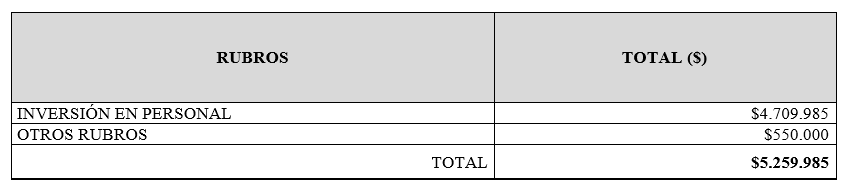 RUBROS TOTAL ($)
INVERSIÓN EN PERSONAL $4.709.985
OTROS RUBROS $550.000
TOTAL $5.259.985